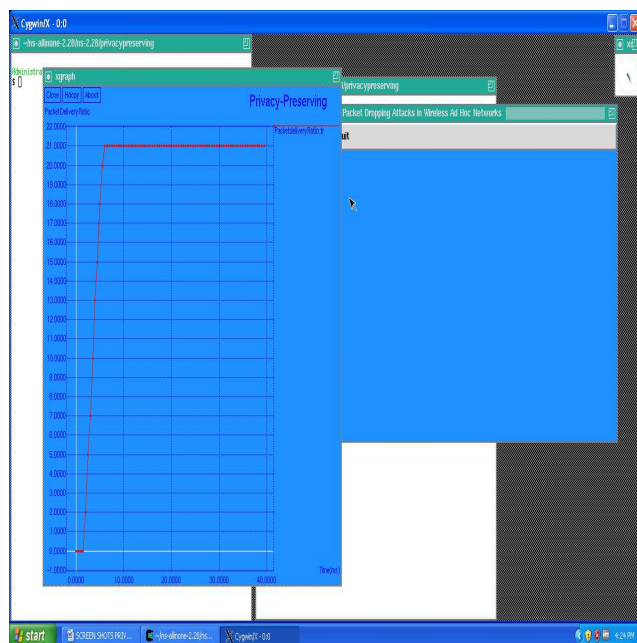 Cygwin/X - 0:0
~/ns-allinone-2.28/ns-2.28/privacypreserving
Administra
$
xgraph
Close Hdcpy About
Privacy-Preserving
PacketDeliveryRatio
PacketdeliveryRatio.tr
22.0000
21.0000
20.0000
19.0000
18.0000
17.0000
16.0000
15.0000
14.0000
13.0000
12.0000
11.0000
10.0000
9.0000
8.0000
7.0000
6.0000
5.0000
4.0000
3.0000
2.0000
1.0000
0.0000
-1.0000
0.0000 10.0000 20.0000 30.0000 40.0000
Time(ms)
/privacypreserving
Packet Dropping Attacks in Wireless Ad Hoc Networks
uit
start
SCREEN SHOTS PRIV...
~/ns-allinone-2.28/ns...
Cygwin/X - 0:0
4:24 PM